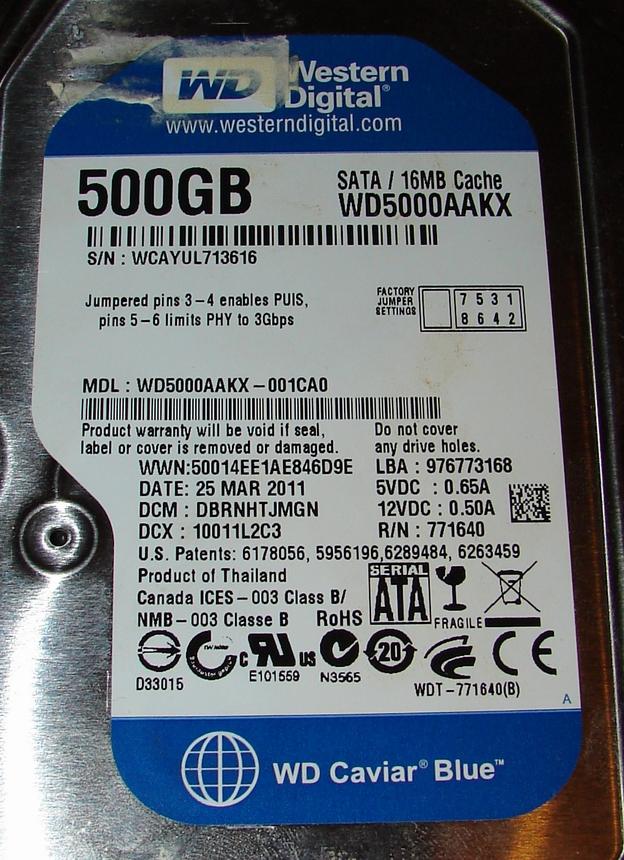 WD Western
Digital®
www.westerndigital.com
500GB
SATA / 16MB Cache
WD5000AAKX
S/N : WCAYUL713616
Jumpered pins 3-4 enables PUIS,
pins 5-6 limits PHY to 3Gbps
FACTORY
JUMPER
SETTINGS
7 5 3 1
8 6 4 2
MDL : WD5000AAKX-001CA0
Product warranty will be void if seal,
label or cover is removed or damaged.
Do not cover
any drive holes.
WWN:50014EE1AE846D9E
LBA : 976773168
DATE: 25 MAR 2011
5VDC : 0.65A
DCM : DBRNHTJMGN
12VDC : 0.50A
DCX : 10011L2C3
R/N : 771640
U.S. Patents: 6178056, 5956196,6289484, 6263459
Product of Thailand
Canada ICES-003 Class B/
NMB-003 Classe B
RoHS
SERIAL
ATA
FRAGILE
c RU US
20
CE
D33015
E101559
N3565
WDT-771640(B)
A
WD Caviar® Blue™